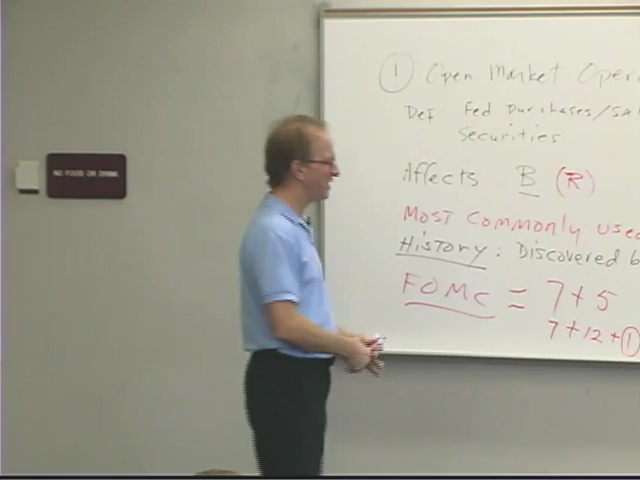 NO FOOD OR DRINK
① Open Market Oper
Def Fed Purchases/SA
Securities
Affects B (R)
Most Commonly used
History: Discovered b
FOMC = 7+5
7+12+①